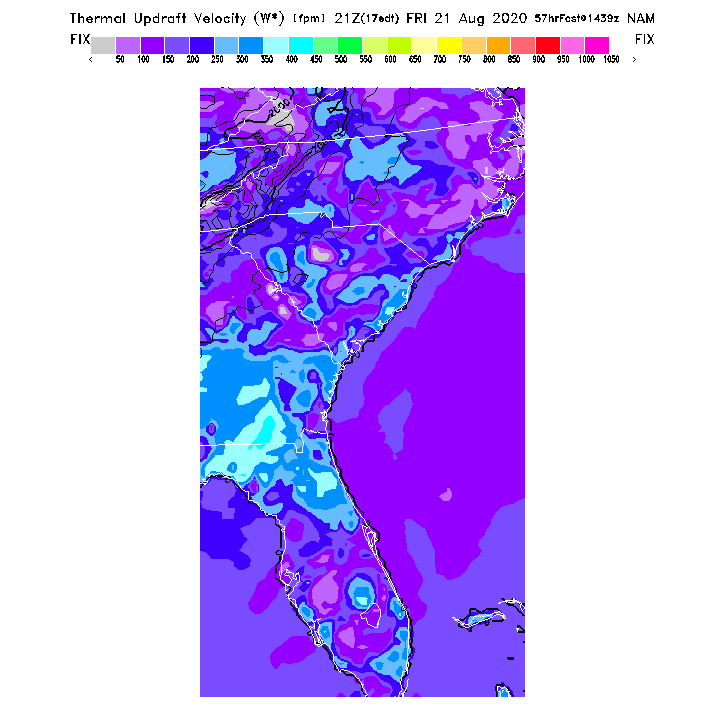 Thermal Updraft Velocity (W*) [fpm] 21Z(17edt) FRI 21 Aug 2020 57hrFcst@1439z NAM
FIX FIX
< 50 100 150 200 250 300 350 400 450 500 550 600 650 700 750 800 850 900 950 1000 1050 >
2000